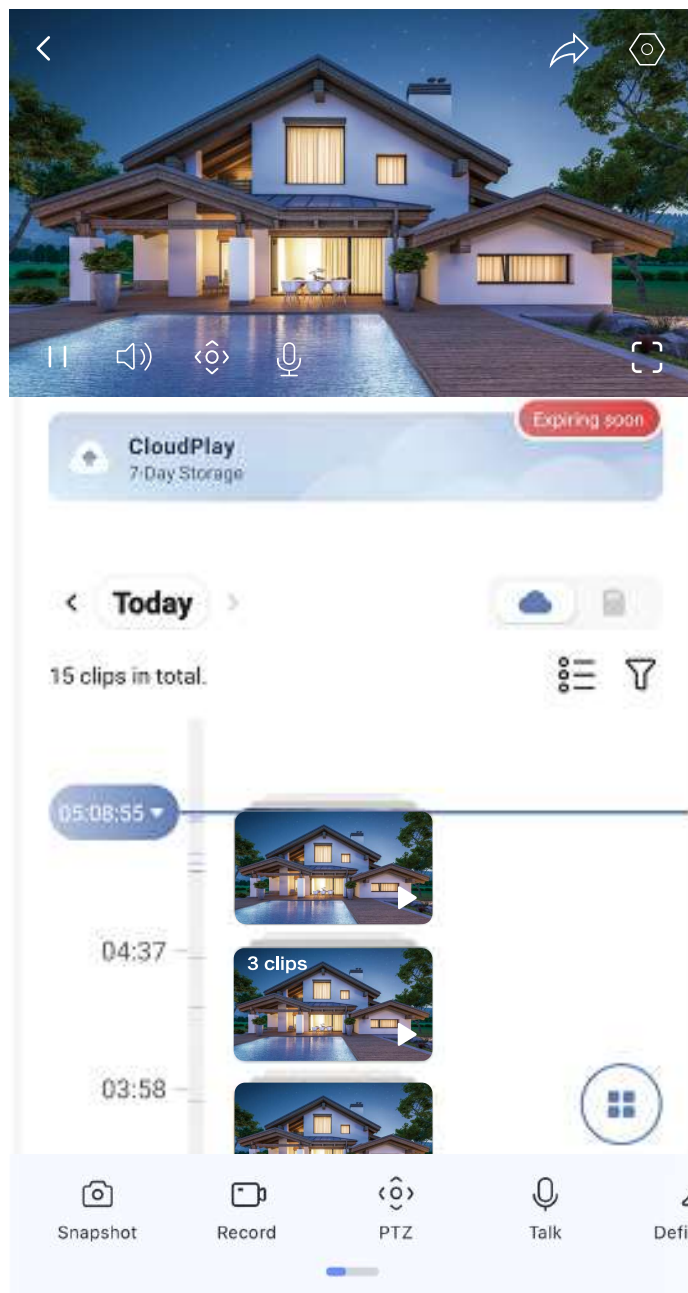 Expiring soon
CloudPlay
7-Day Storage
Today
15 clips in total.
05:08:55
04:37
3 clips
03:58
Snapshot
Record
PTZ
Talk
Defi